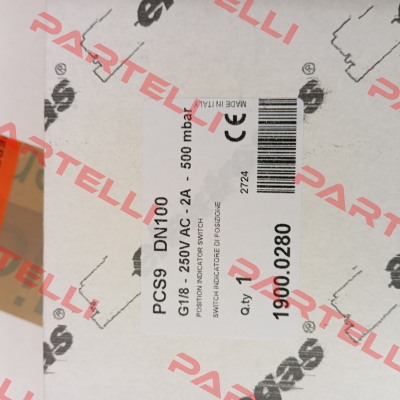 PCS9 DN100
G1/8 - 250V AC - 2A - 500 mbar
POSITION INDICATOR SWITCH
SWITCH INDICATORE DI POSIZIONE
Q.ty 1
2724
1900.0280
MADE IN ITALY
CE
PARTELLI
PARTELLI
PARTELLI
PARTELLI
gas